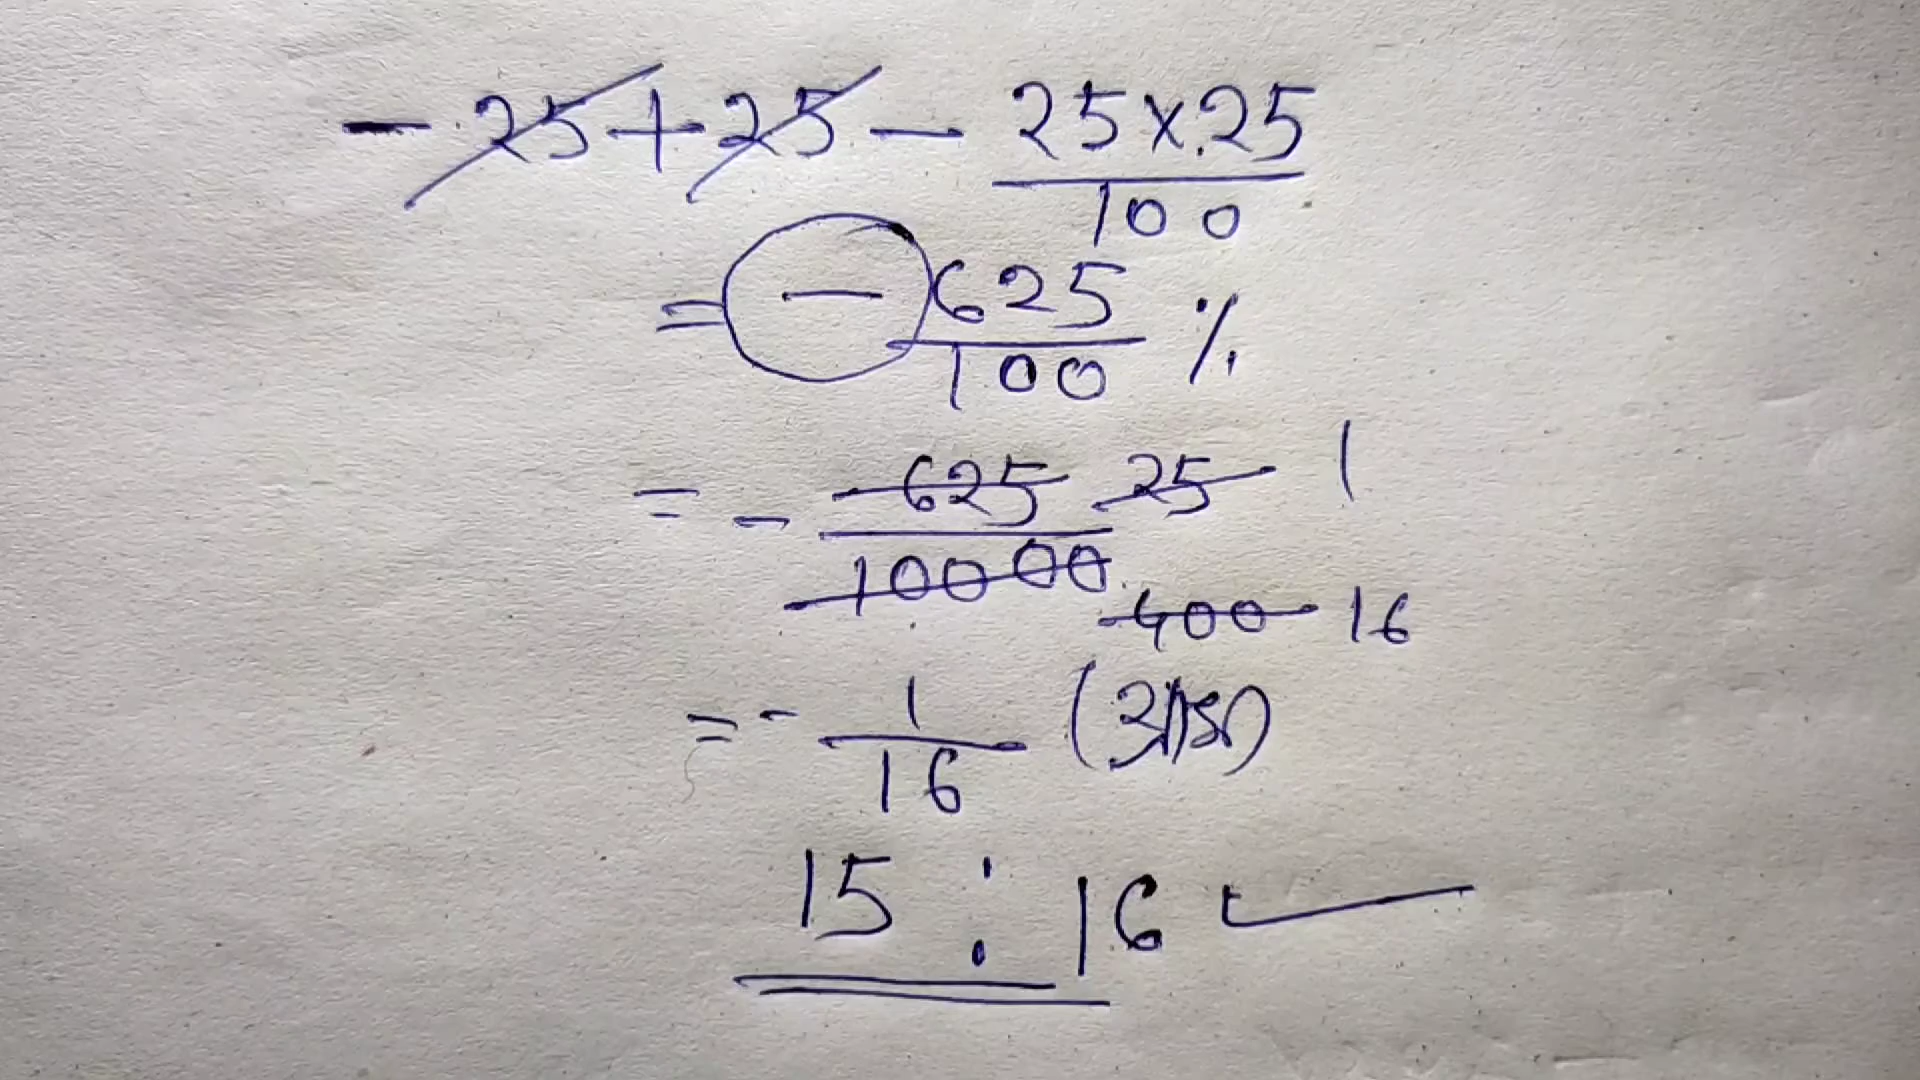 - 25 + 25 - 25 × 25 / 100
= - 625 / 100 %
= - 625 25 1 / 10000 400 16
= - 1 / 16
15 : 16